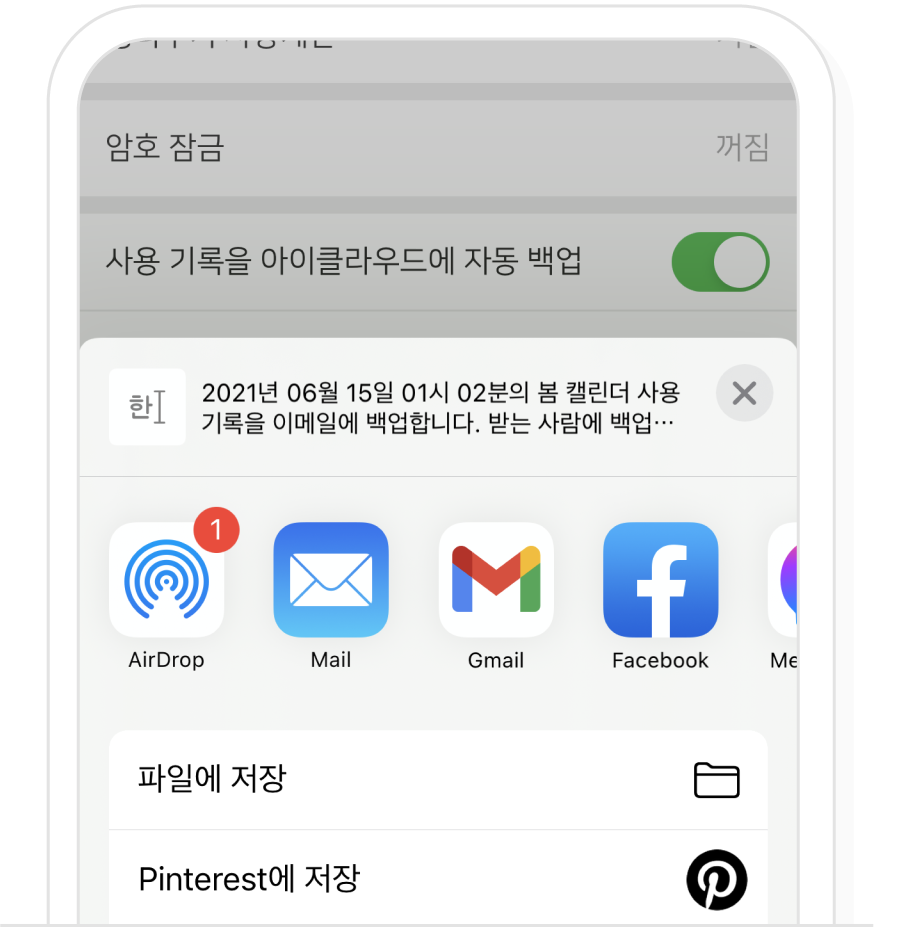 암호 잠금
꺼짐
사용 기록을 아이클라우드에 자동 백업
한
2021년 06월 15일 01시 02분의 봄 캘린더 사용
기록을 이메일에 백업합니다. 받는 사람에 백업…
1
AirDrop
Mail
Gmail
Facebook
Me
파일에 저장
Pinterest에 저장